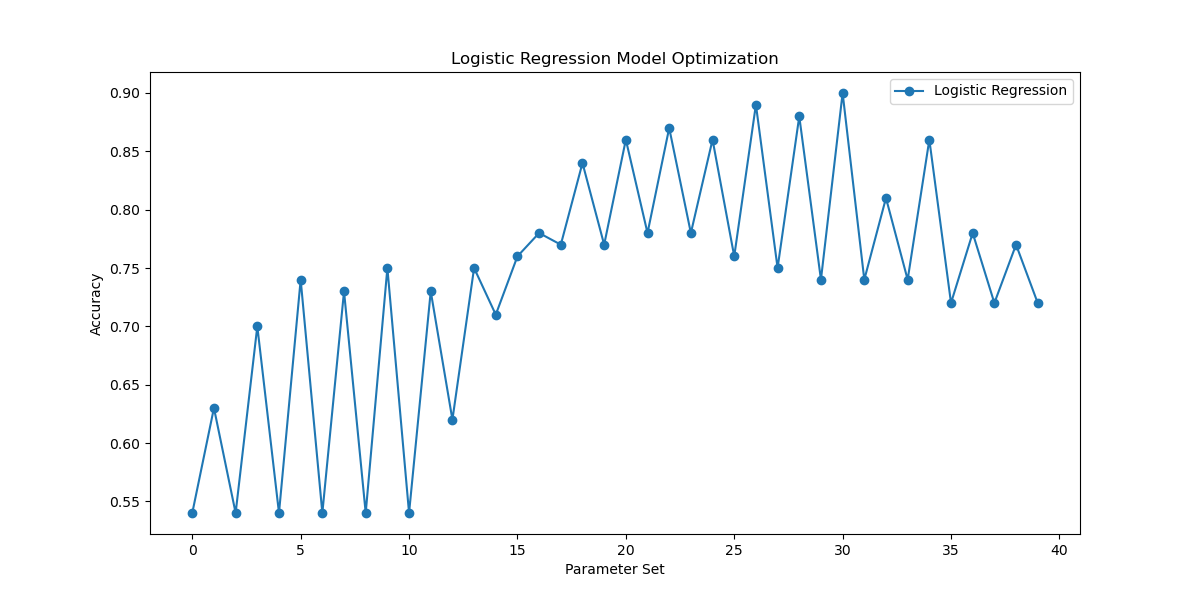 Logistic Regression Model Optimization
Logistic Regression
Accuracy
0.90
0.85
0.80
0.75
0.70
0.65
0.60
0.55
0 5 10 15 20 25 30 35 40
Parameter Set